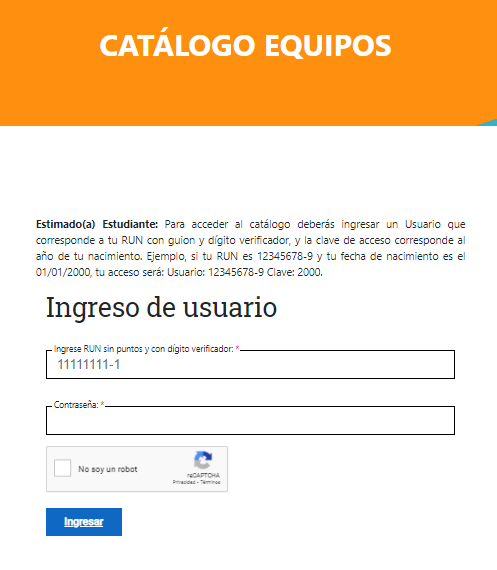 CATÁLOGO EQUIPOS
Estimado(a) Estudiante: Para acceder al catálogo deberás ingresar un Usuario que
corresponde a tu RUN con guion y dígito verificador, y la clave de acceso corresponde al
año de tu nacimiento. Ejemplo, si tu RUN es 12345678-9 y tu fecha de nacimiento es el
01/01/2000, tu acceso será: Usuario: 12345678-9 Clave: 2000.
Ingreso de usuario
Ingrese RUN sin puntos y con dígito verificador: *
11111111-1
Contraseña: *
No soy un robot
reCAPTCHA
Privacidad - Términos
Ingresar